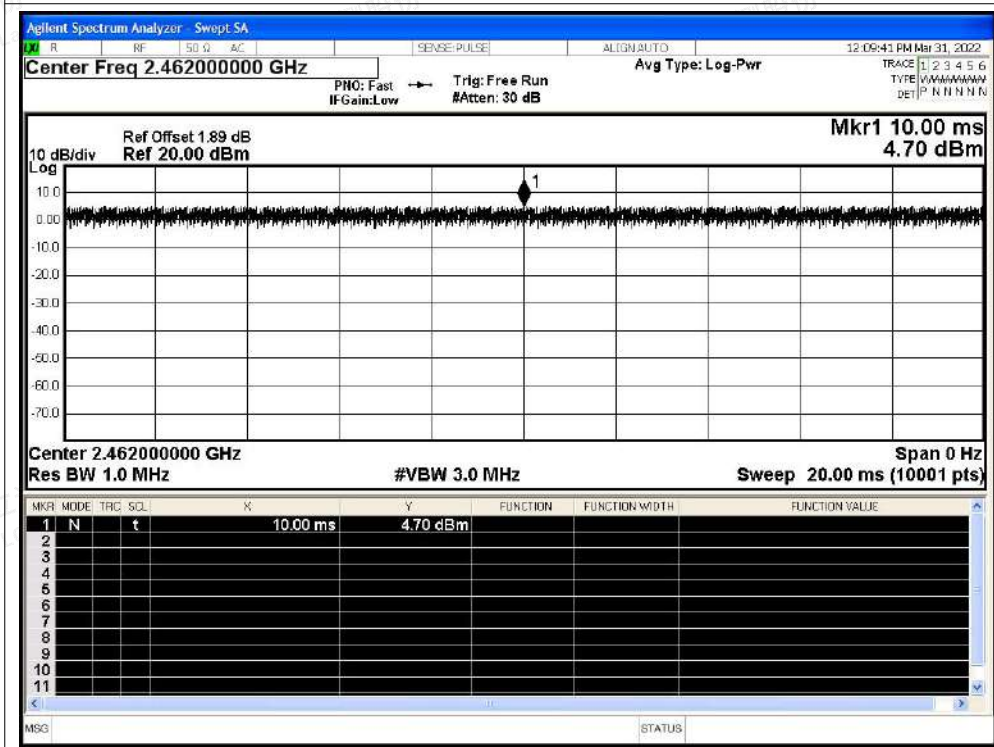 Agilent Spectrum Analyzer - Swept SA
LXI R RF 50 Ω AC SENSE:PULSE ALIGN AUTO 12:09:41 PM Mar 31, 2022
Center Freq 2.462000000 GHz Avg Type: Log-Pwr TRACE 1 2 3 4 5 6
PNO: Fast Trig: Free Run TYPE
IFGain:Low #Atten: 30 dB DET P N N N N N
Mkr1 10.00 ms
Ref Offset 1.89 dB
10 dB/div Ref 20.00 dBm 4.70 dBm
Log
10.0
1
0.00
-10.0
-20.0
-30.0
-40.0
-50.0
-60.0
-70.0
Center 2.462000000 GHz Span 0 Hz
Res BW 1.0 MHz #VBW 3.0 MHz Sweep 20.00 ms (10001 pts)
MKR MODE TRC SCL X Y FUNCTION FUNCTION WIDTH FUNCTION VALUE
1 N t 10.00 ms 4.70 dBm
2
3
4
5
6
7
8
9
10
11
MSG STATUS